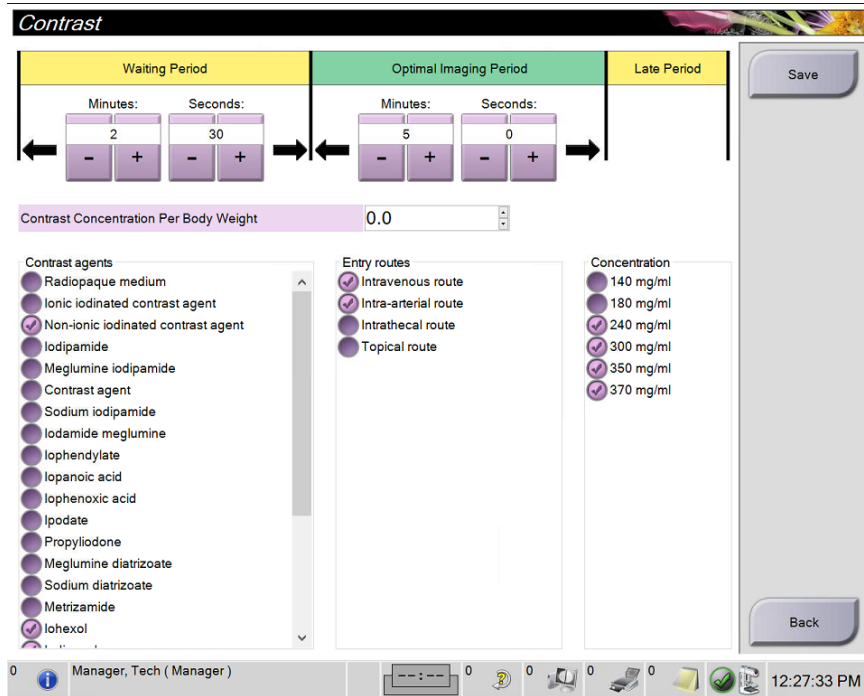 Contrast
Waiting Period
Optimal Imaging Period
Late Period
Save
Minutes:
Seconds:
Minutes:
Seconds:
2
30
5
0
-
+
-
+
-
+
-
+
Contrast Concentration Per Body Weight
0.0
Contrast agents
Radiopaque medium
Ionic iodinated contrast agent
Non-ionic iodinated contrast agent
Iodipamide
Meglumine iodipamide
Contrast agent
Sodium iodipamide
Iodamide meglumine
Iophendylate
Iopanoic acid
Iophenoxic acid
Ipodate
Propyliodone
Meglumine diatrizoate
Sodium diatrizoate
Metrizamide
Iohexol
Entry routes
Intravenous route
Intra-arterial route
Intrathecal route
Topical route
Concentration
140 mg/ml
180 mg/ml
240 mg/ml
300 mg/ml
350 mg/ml
370 mg/ml
Back
0
Manager, Tech ( Manager )
--:--
0
0
0
0
12:27:33 PM